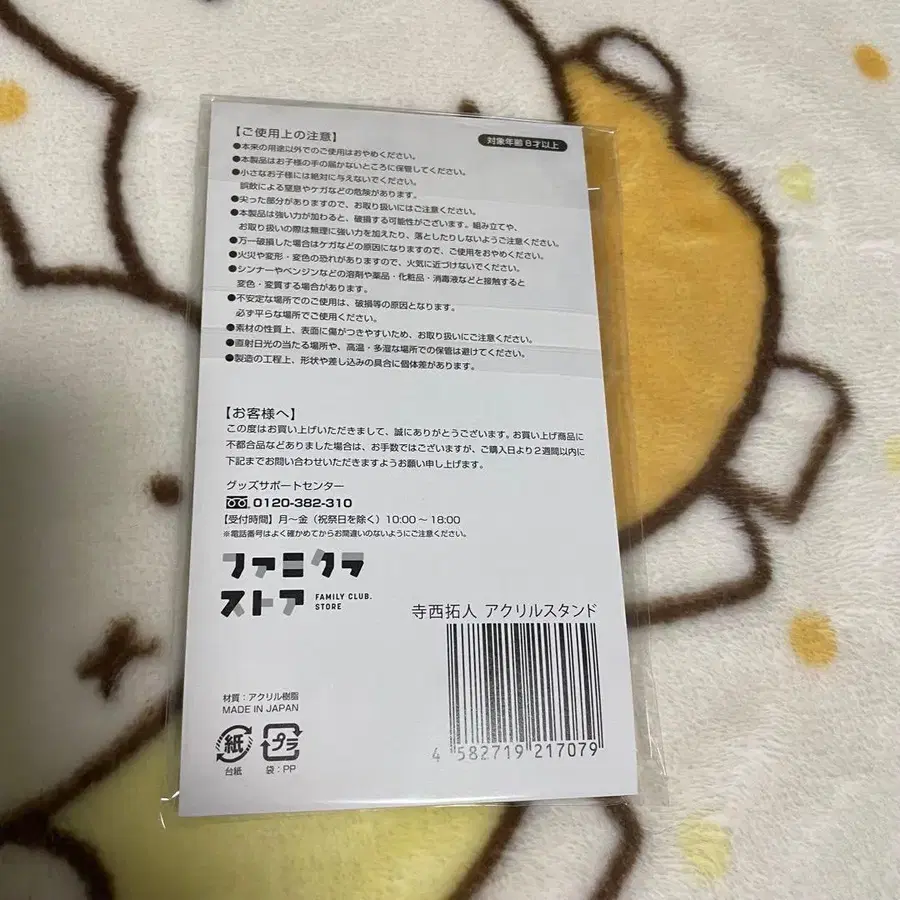 【ご使用上の注意】
対象年齢 8才以上
●本来の用途以外でのご使用はおやめください。
●本製品はお子様の手の届かないところに保管してください。
●小さなお子様には絶対に与えないでください。
誤飲による窒息やケガなどの危険があります。
●尖った部分がありますので、お取り扱いにはご注意ください。
●本製品は強い力が加わると、破損する可能性がございます。組み立てや、
お取り扱いの際は無理に強い力を加えたり、落としたりしないようご注意ください。
●万一破損した場合はケガなどの原因になりますので、ご使用をおやめください。
●火災や変形・変色の恐れがありますので、火気に近づけないでください。
●シンナーやベンジンなどの溶剤や薬品・化粧品・消毒液などと接触すると
変色・変質する場合があります。
●不安定な場所でのご使用は、破損等の原因となります。
必ず平らな場所でご使用ください。
●素材の性質上、表面に傷がつきやすいため、お取り扱いにご注意ください。
●直射日光の当たる場所や、高温・多湿な場所での保管は避けてください。
●製造の工程上、形状や差し込みの具合に個体差があります。
【お客様へ】
この度はお買い上げいただきまして、誠にありがとうございます。お買い上げ商品に
不都合品などありました場合は、お手数ではございますが、ご購入日より2週間以内に
下記までお問い合わせいただきますようお願い申し上げます。
グッズサポートセンター
0120-382-310
【受付時間】月〜金(祝祭日を除く)10:00〜18:00
※電話番号はよく確かめてからお間違いのないようにご注意ください。
ファミクラ
ストア
FAMILY CLUB.
STORE
寺西拓人 アクリルスタンド
材質:アクリル樹脂
MADE IN JAPAN
紙
プラ
台紙
袋:PP
4 582719 217079